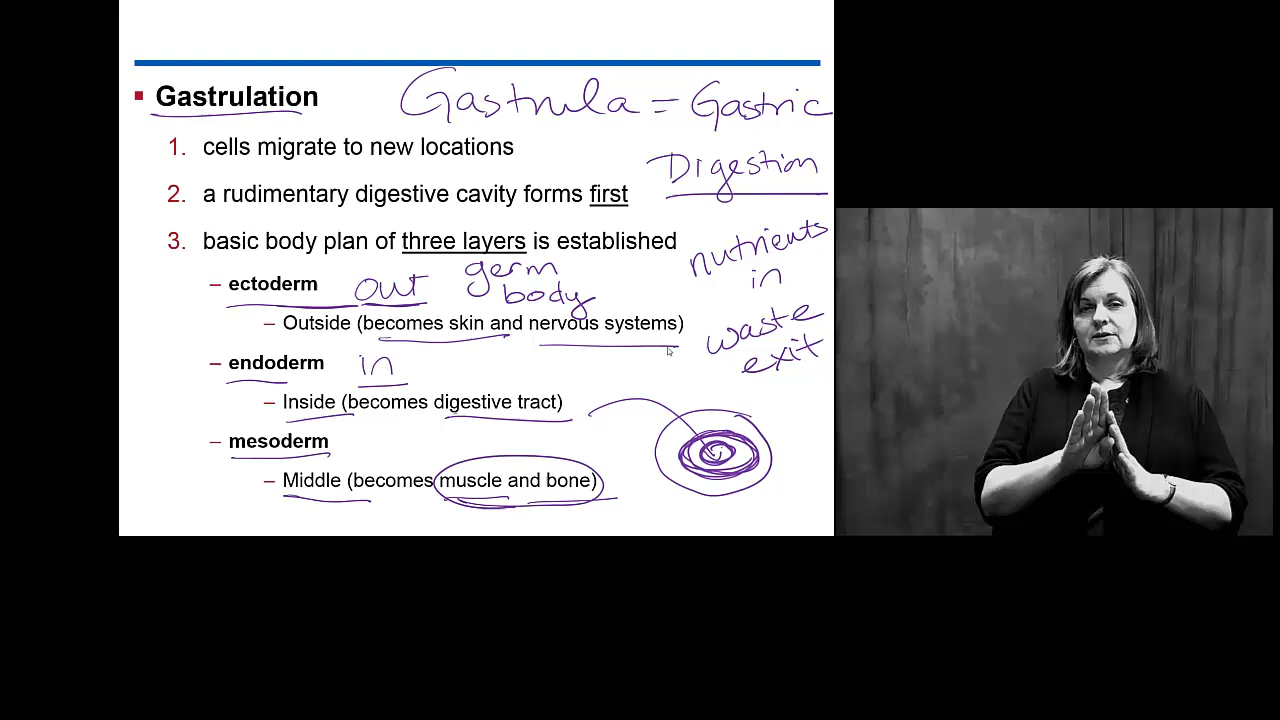 Gastrulation
Gastrula = Gastric
1. cells migrate to new locations
Digestion
2. a rudimentary digestive cavity forms first
3. basic body plan of three layers is established
nutrients
in
– ectoderm
out
germ
body
– Outside (becomes skin and nervous systems)
waste
exit
– endoderm
in
– Inside (becomes digestive tract)
– mesoderm
– Middle (becomes muscle and bone)